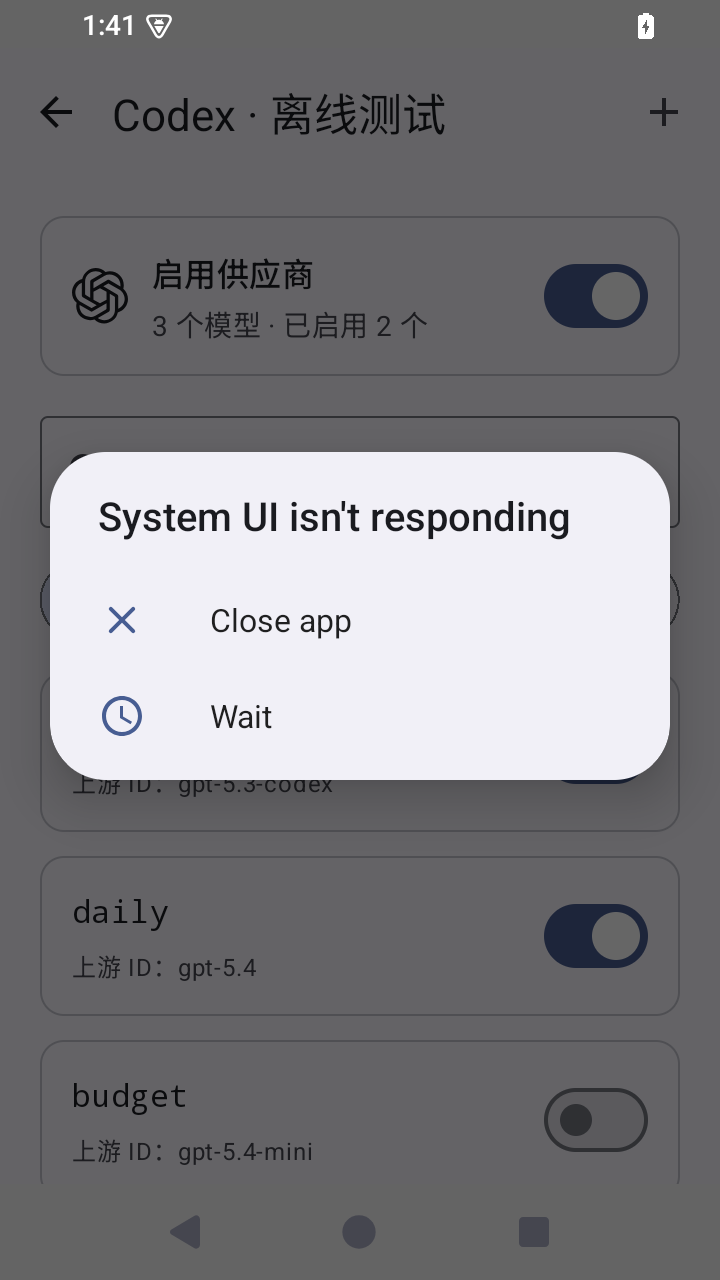 1:41
Codex · 离线测试
启用供应商
3 个模型 · 已启用 2 个
System UI isn't responding
Close app
Wait
上游 ID：gpt-5.3-codex
daily
上游 ID：gpt-5.4
budget
上游 ID：gpt-5.4-mini